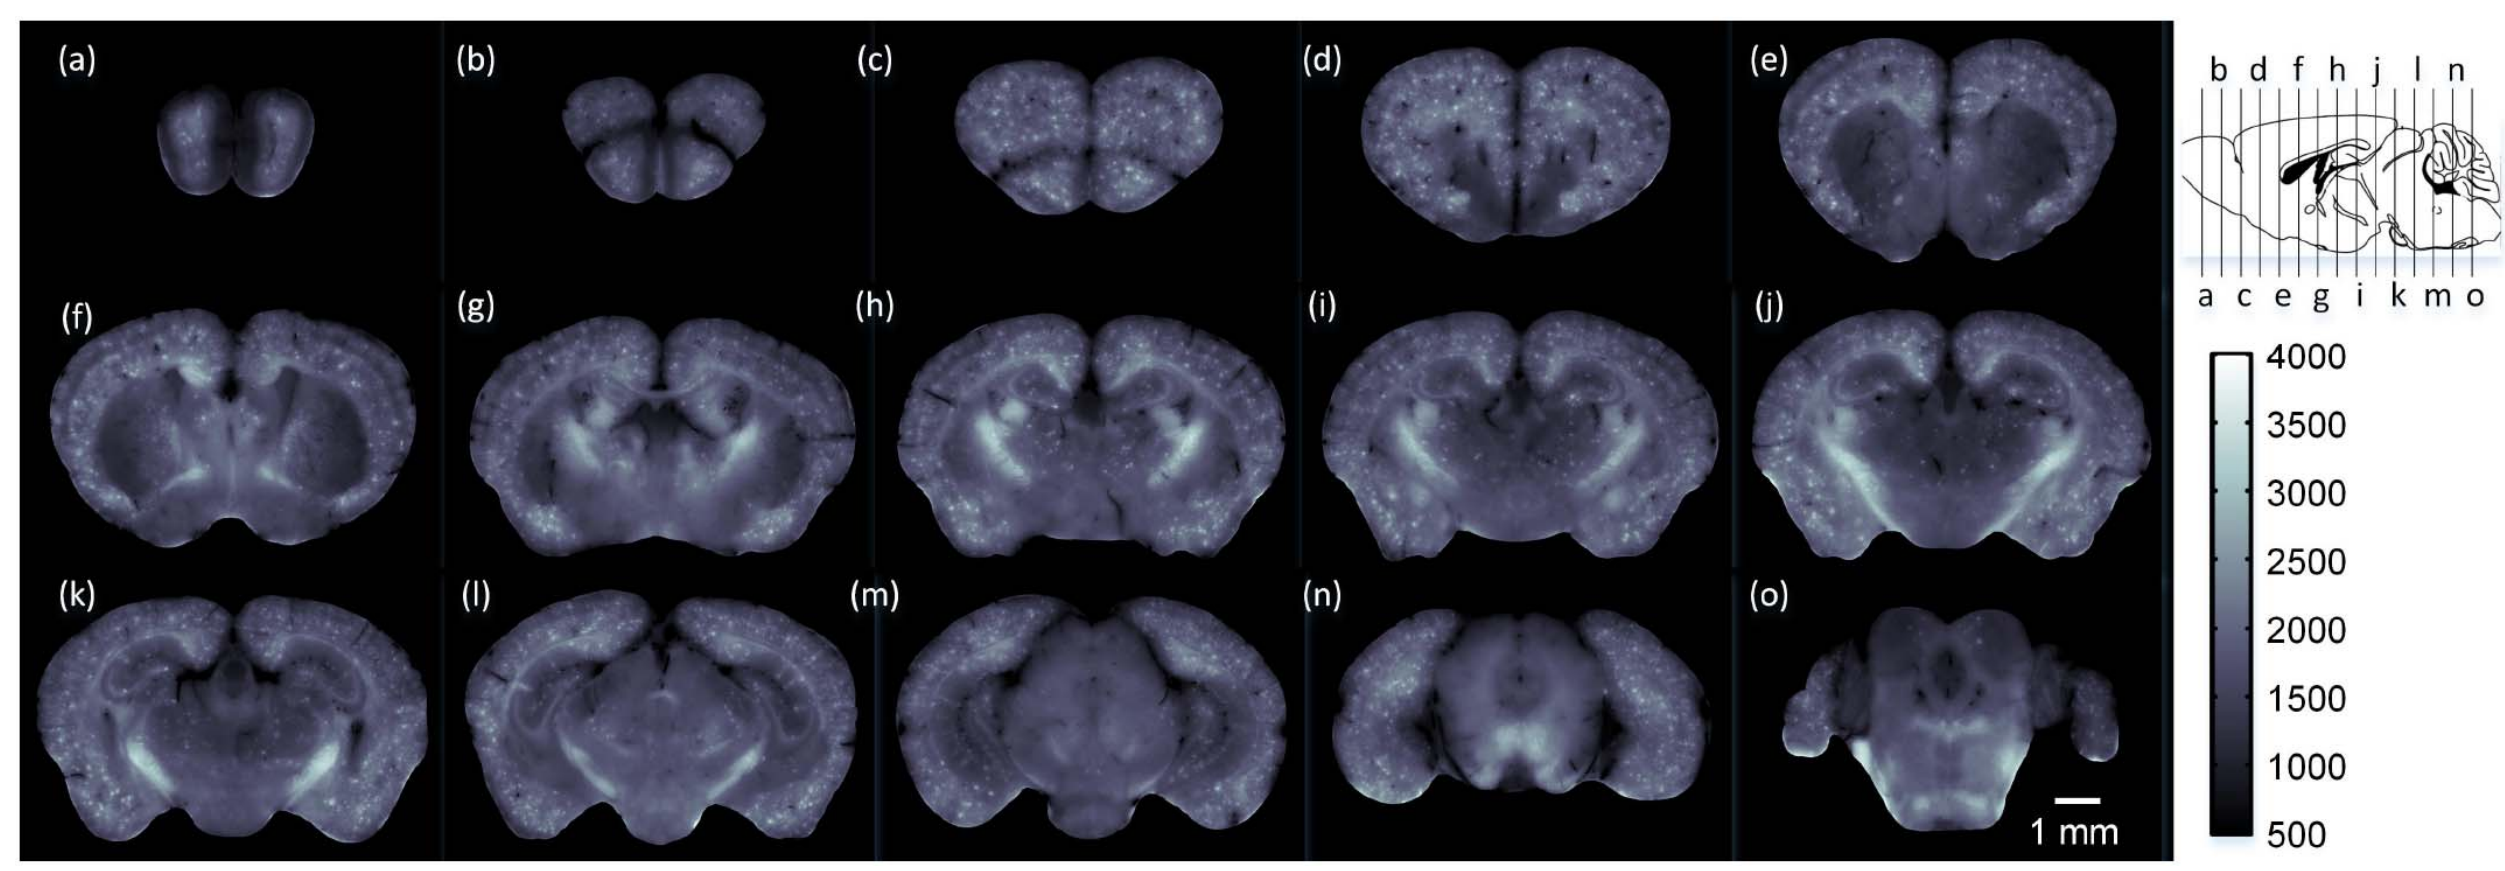 (a) (b) (c) (d) (e)
(f) (g) (h) (i) (j)
(k) (l) (m) (n) (o)
1 mm
b d f h j l n
a c e g i k m o
4000
3500
3000
2500
2000
1500
1000
500